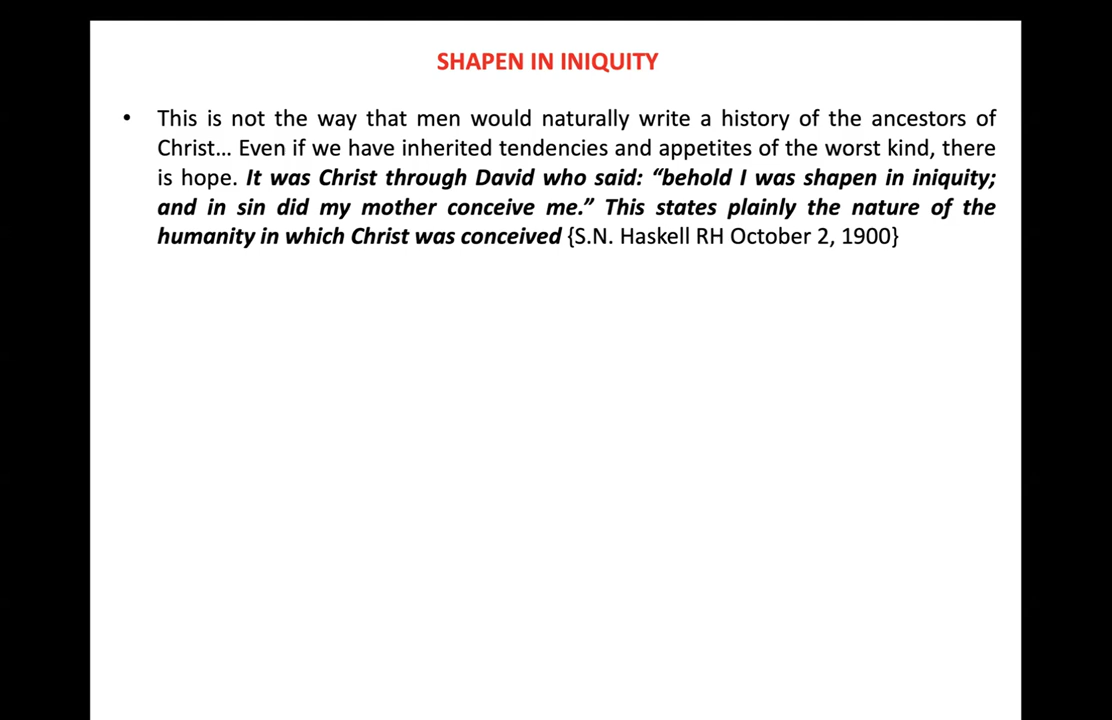 SHAPEN IN INIQUITY
• This is not the way that men would naturally write a history of the ancestors of
Christ... Even if we have inherited tendencies and appetites of the worst kind, there
is hope. It was Christ through David who said: “behold I was shapen in iniquity;
and in sin did my mother conceive me.” This states plainly the nature of the
humanity in which Christ was conceived {S.N. Haskell RH October 2, 1900}